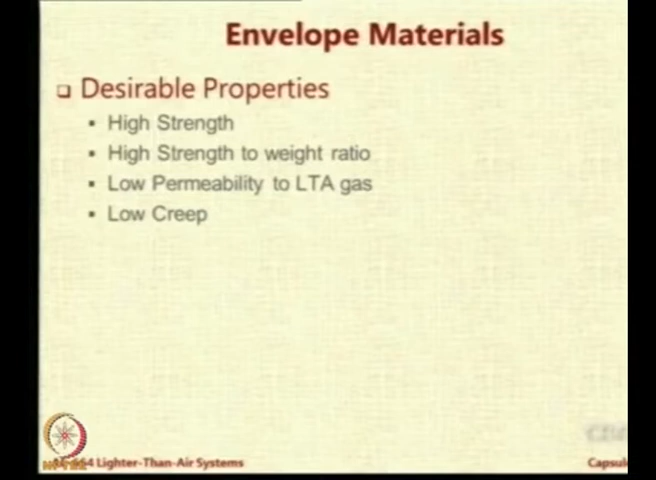 Envelope Materials
Desirable Properties
High Strength
High Strength to weight ratio
Low Permeability to LTA gas
Low Creep
Lighter-Than-Air Systems